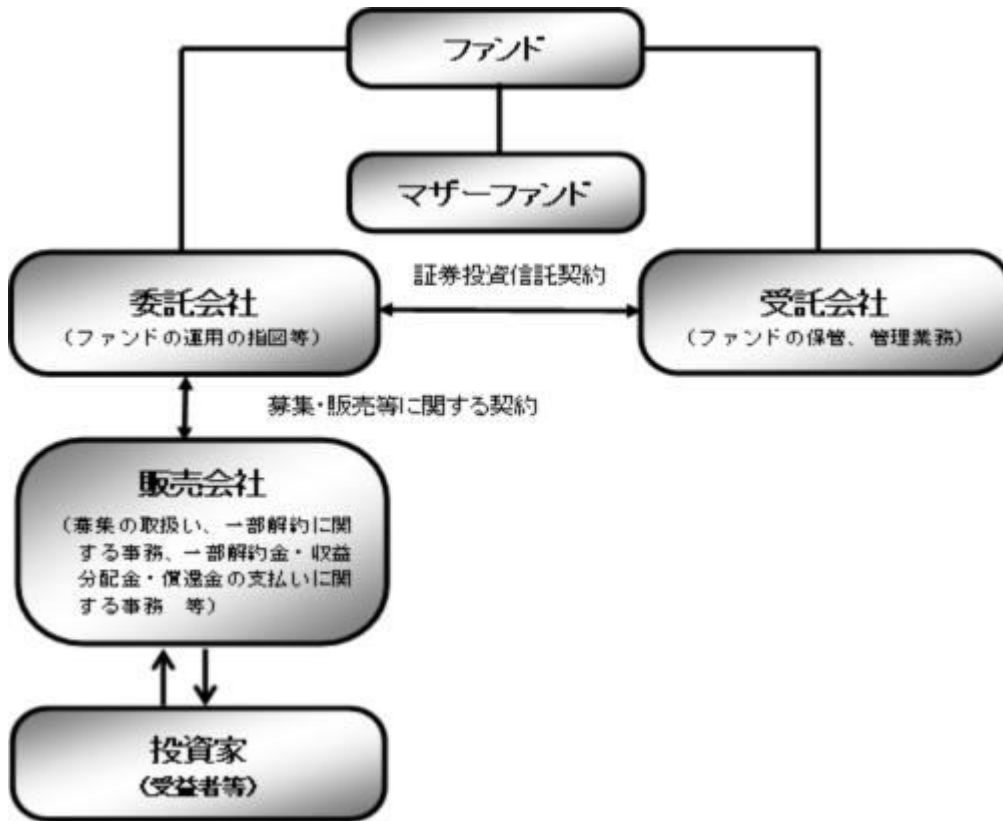 ファンド
マザーファンド
証券投資信託契約
委託会社
（ファンドの運用の指図等）
受託会社
（ファンドの保管、管理業務）
募集・販売等に関する契約
販売会社
（募集の取扱い、一部解約に関
する事務、一部解約金・収益
分配金・償還金の支払いに関
する事務　等）
投資家
（受益者等）